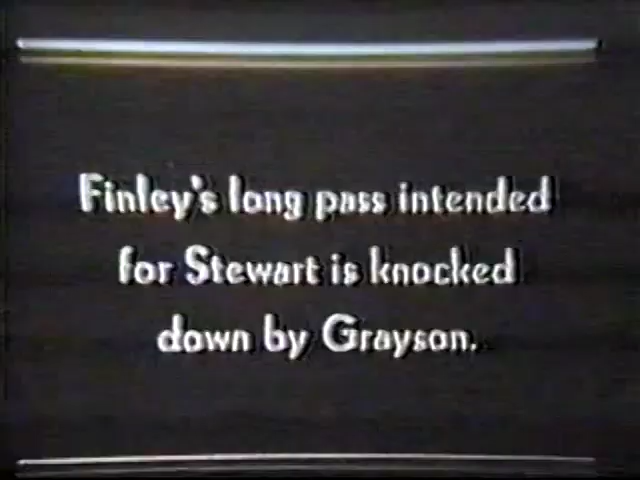 Finley's long pass intended
for Stewart is knocked
down by Grayson.